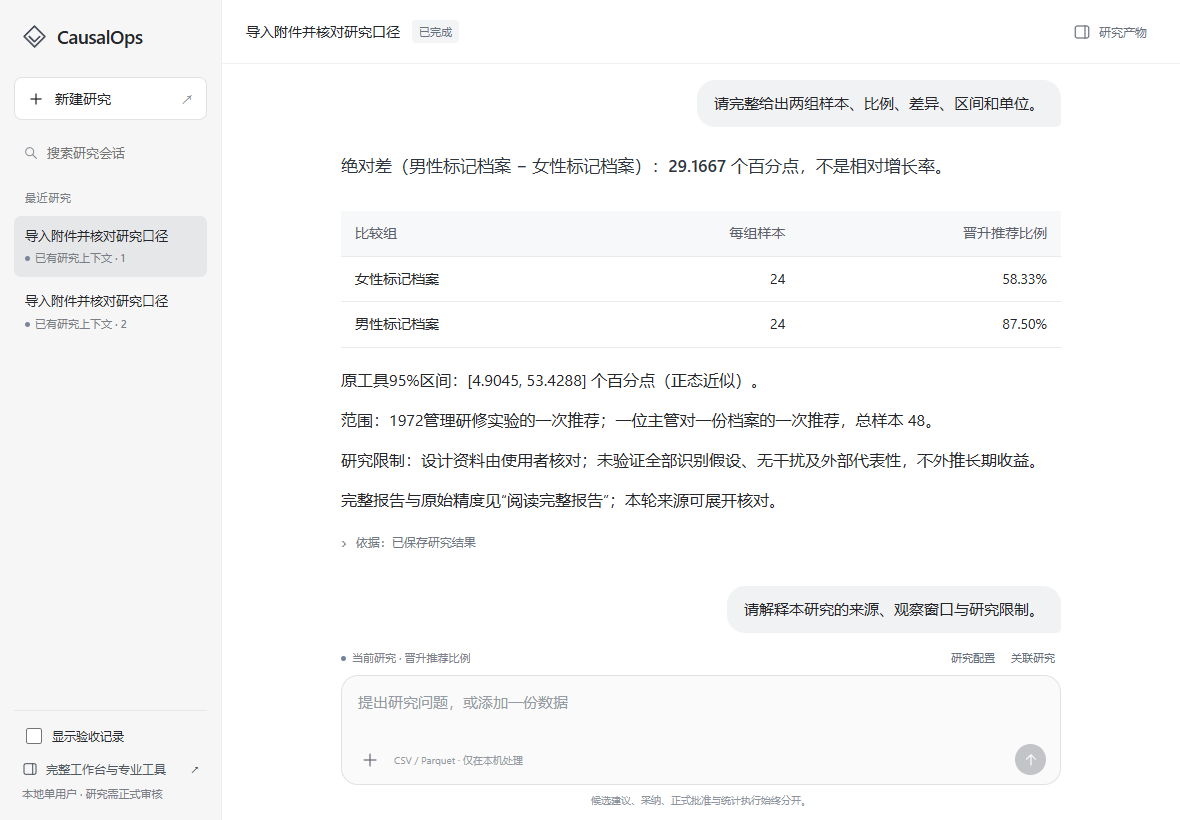 CausalOps
新建研究
搜索研究会话
最近研究
导入附件并核对研究口径
已有研究上下文 · 1
导入附件并核对研究口径
已有研究上下文 · 2
显示验收记录
完整工作台与专业工具
本地单用户 · 研究需正式审核
导入附件并核对研究口径 已完成
研究产物
请完整给出两组样本、比例、差异、区间和单位。
绝对差（男性标记档案 − 女性标记档案）：29.1667 个百分点，不是相对增长率。
比较组 每组样本 晋升推荐比例
女性标记档案 24 58.33%
男性标记档案 24 87.50%
原工具95%区间：[4.9045, 53.4288] 个百分点（正态近似）。
范围：1972管理研修实验的一次推荐；一位主管对一份档案的一次推荐，总样本 48。
研究限制：设计资料由使用者核对；未验证全部识别假设、无干扰及外部代表性，不外推长期收益。
完整报告与原始精度见“阅读完整报告”；本轮来源可展开核对。
依据：已保存研究结果
请解释本研究的来源、观察窗口与研究限制。
当前研究 · 晋升推荐比例
研究配置 关联研究
提出研究问题，或添加一份数据
CSV / Parquet · 仅在本机处理
候选建议、采纳、正式批准与统计执行始终分开。